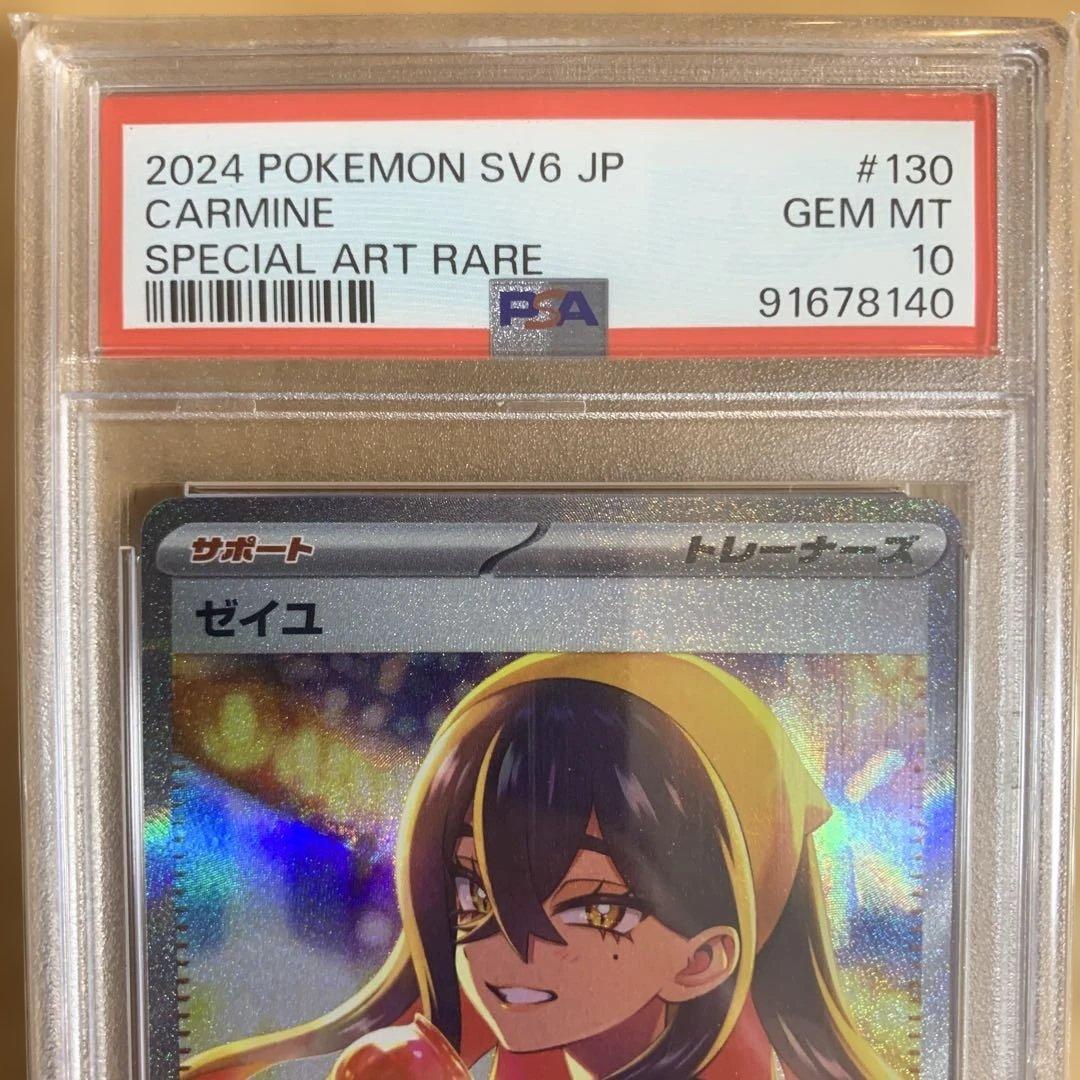 2024 POKEMON SV6 JP #130
CARMINE GEM MT
SPECIAL ART RARE 10
PSA 91678140
サポート トレーナーズ
ゼイユ